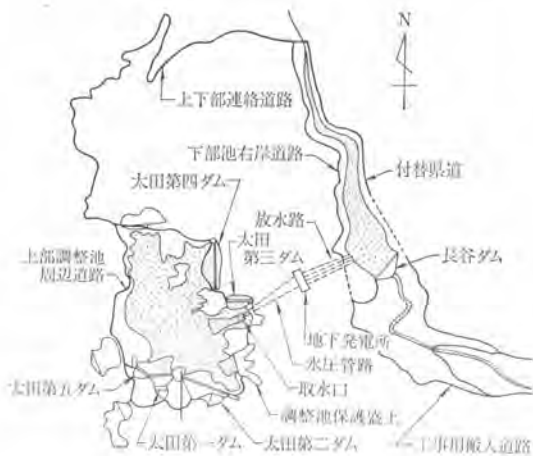 N
上下部連絡道路
下部池右岸道路
付替県道
太田第四ダム
放水路
太田
第三ダム
上部調整池
周辺道路
長谷ダム
地下発電所
水圧管路
取水口
太田第五ダム
調整池保護盛土
太田第一ダム
太田第二ダム
工事用搬入道路